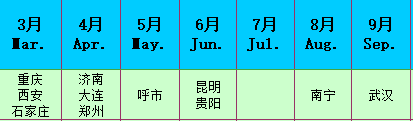 3月 4月 5月 6月 7月 8月 9月
Mar. Apr. May. Jun. Jul. Aug. Sep.
重庆 济南 呼市 昆明 南宁 武汉
西安 大连 贵阳
石家庄 郑州